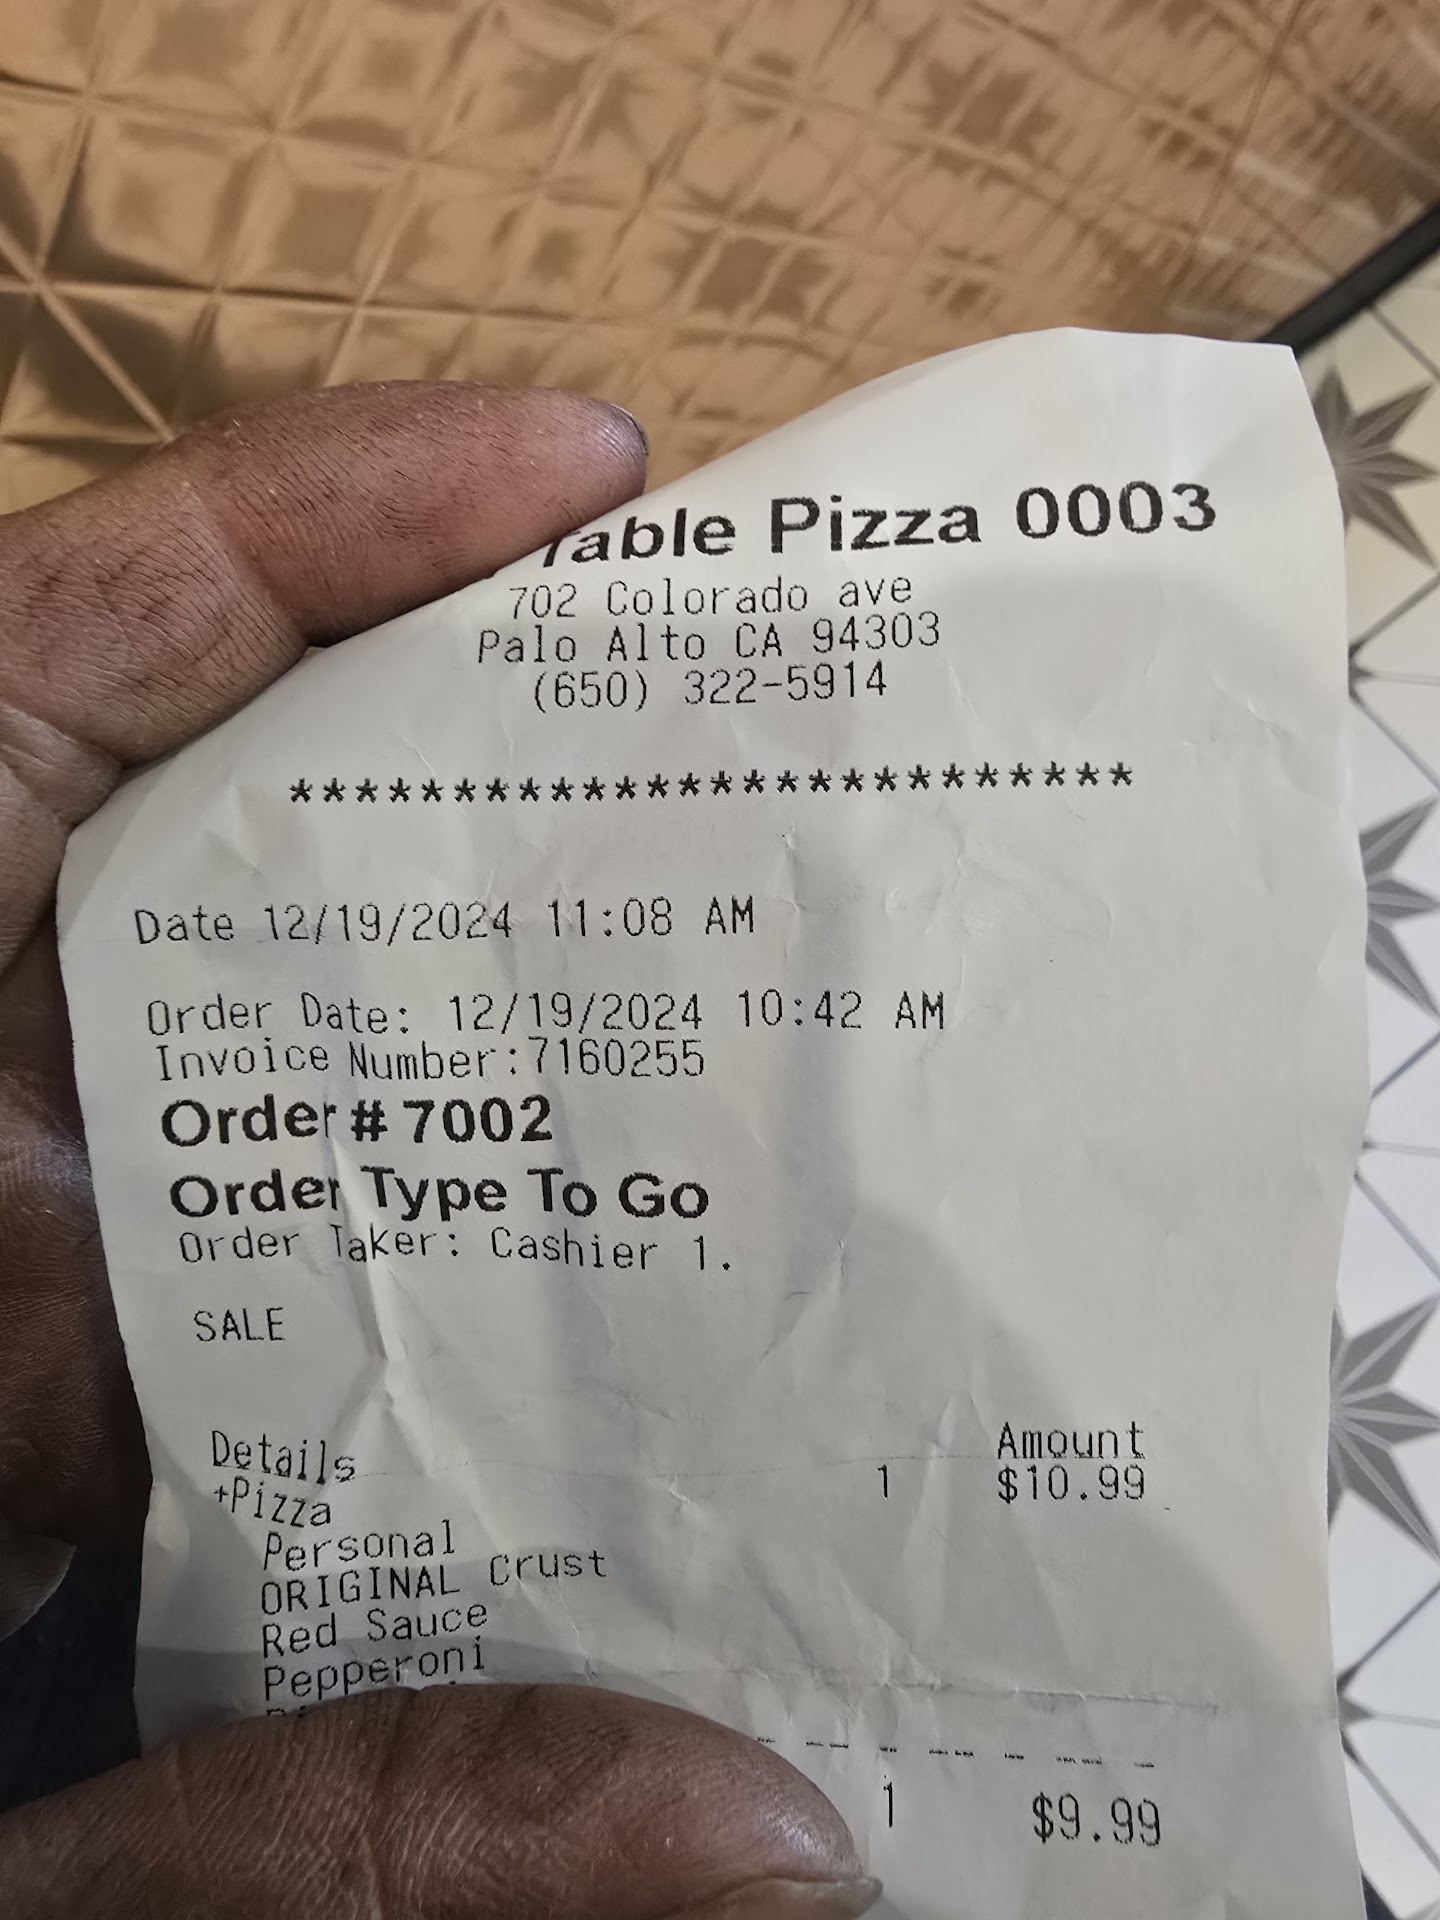 Table Pizza 0003
702 Colorado ave
Palo Alto CA 94303
(650) 322-5914
**************************
Date 12/19/2024 11:08 AM
Order Date: 12/19/2024 10:42 AM
Invoice Number:7160255
Order # 7002
Order Type To Go
Order Taker: Cashier 1.
SALE
Details Amount
+Pizza 1 $10.99
Personal
ORIGINAL Crust
Red Sauce
Pepperoni
1 $9.99